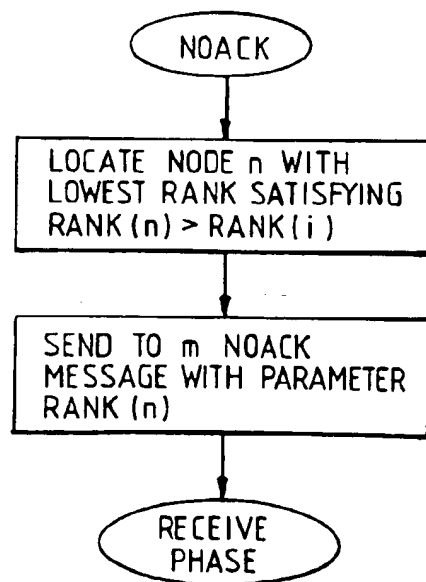 NOACK
LOCATE NODE n WITH
LOWEST RANK SATISFYING
RANK (n) > RANK (i)
SEND TO m NOACK
MESSAGE WITH PARAMETER
RANK (n)
RECEIVE
PHASE